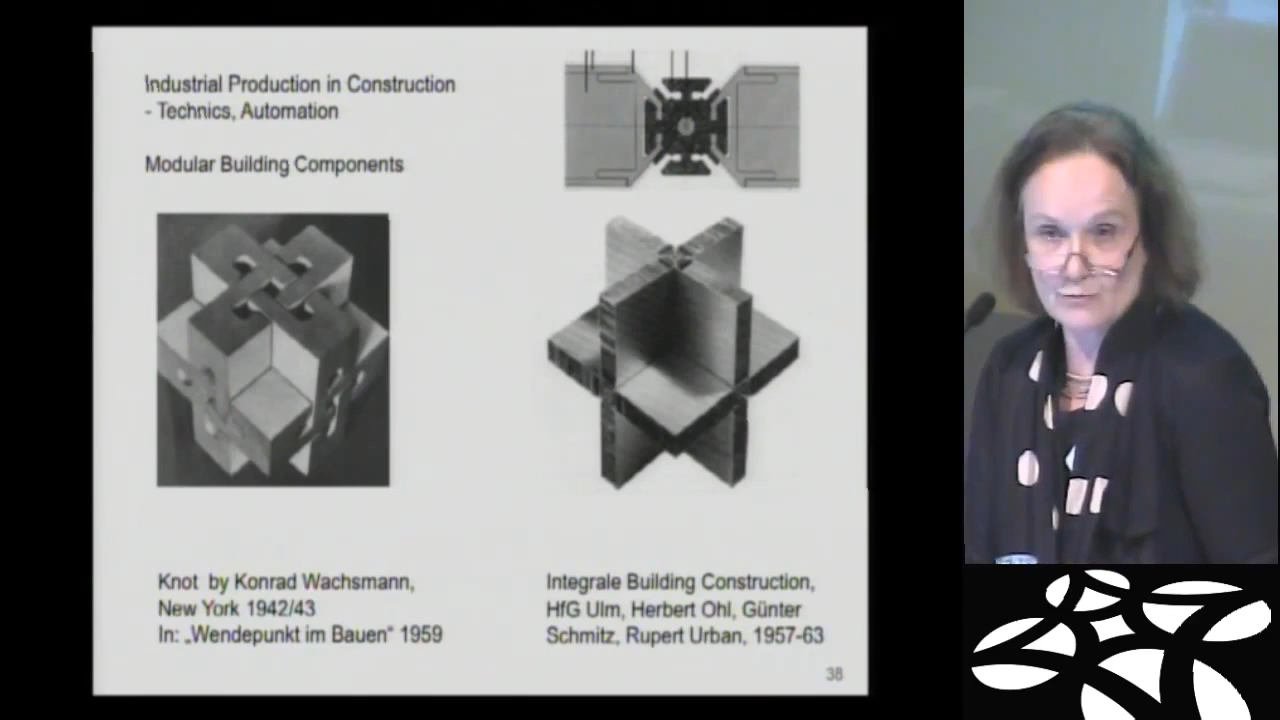 Industrial Production in Construction
- Technics, Automation
Modular Building Components
Knot by Konrad Wachsmann,
New York 1942/43
In: „Wendepunkt im Bauen“ 1959
Integrale Building Construction,
HfG Ulm, Herbert Ohl, Günter
Schmitz, Rupert Urban, 1957-63
38